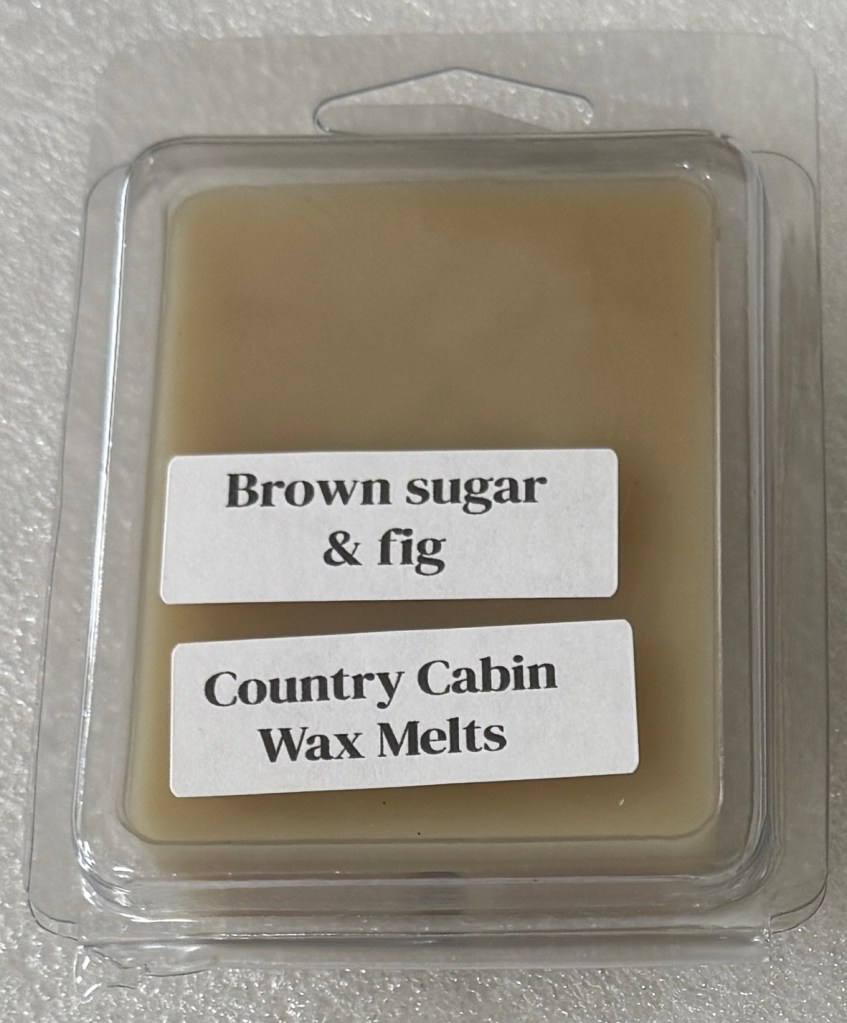 Brown sugar
& fig
Country Cabin
Wax Melts